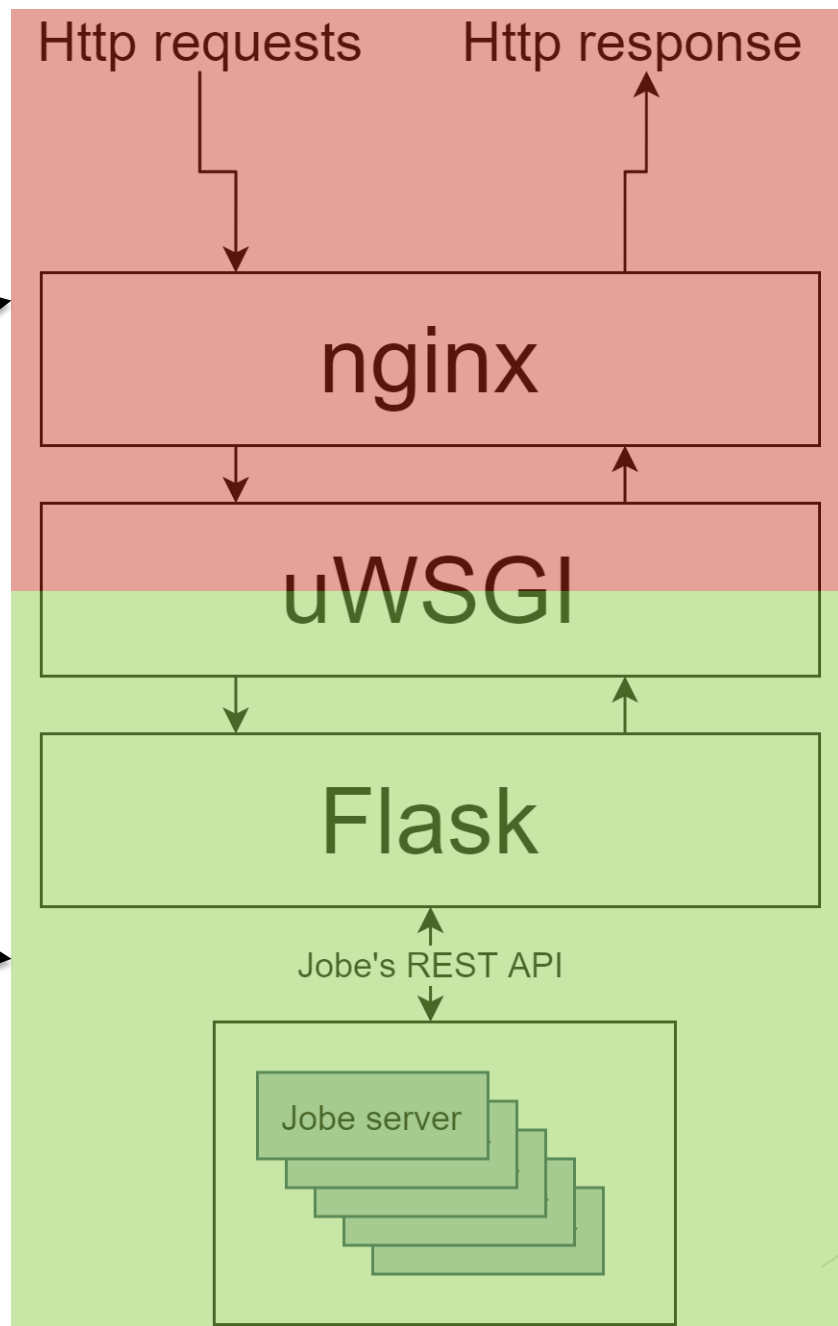 Http requests
Http response
nginx
uWSGI
Flask
Jobe's REST API
Jobe server